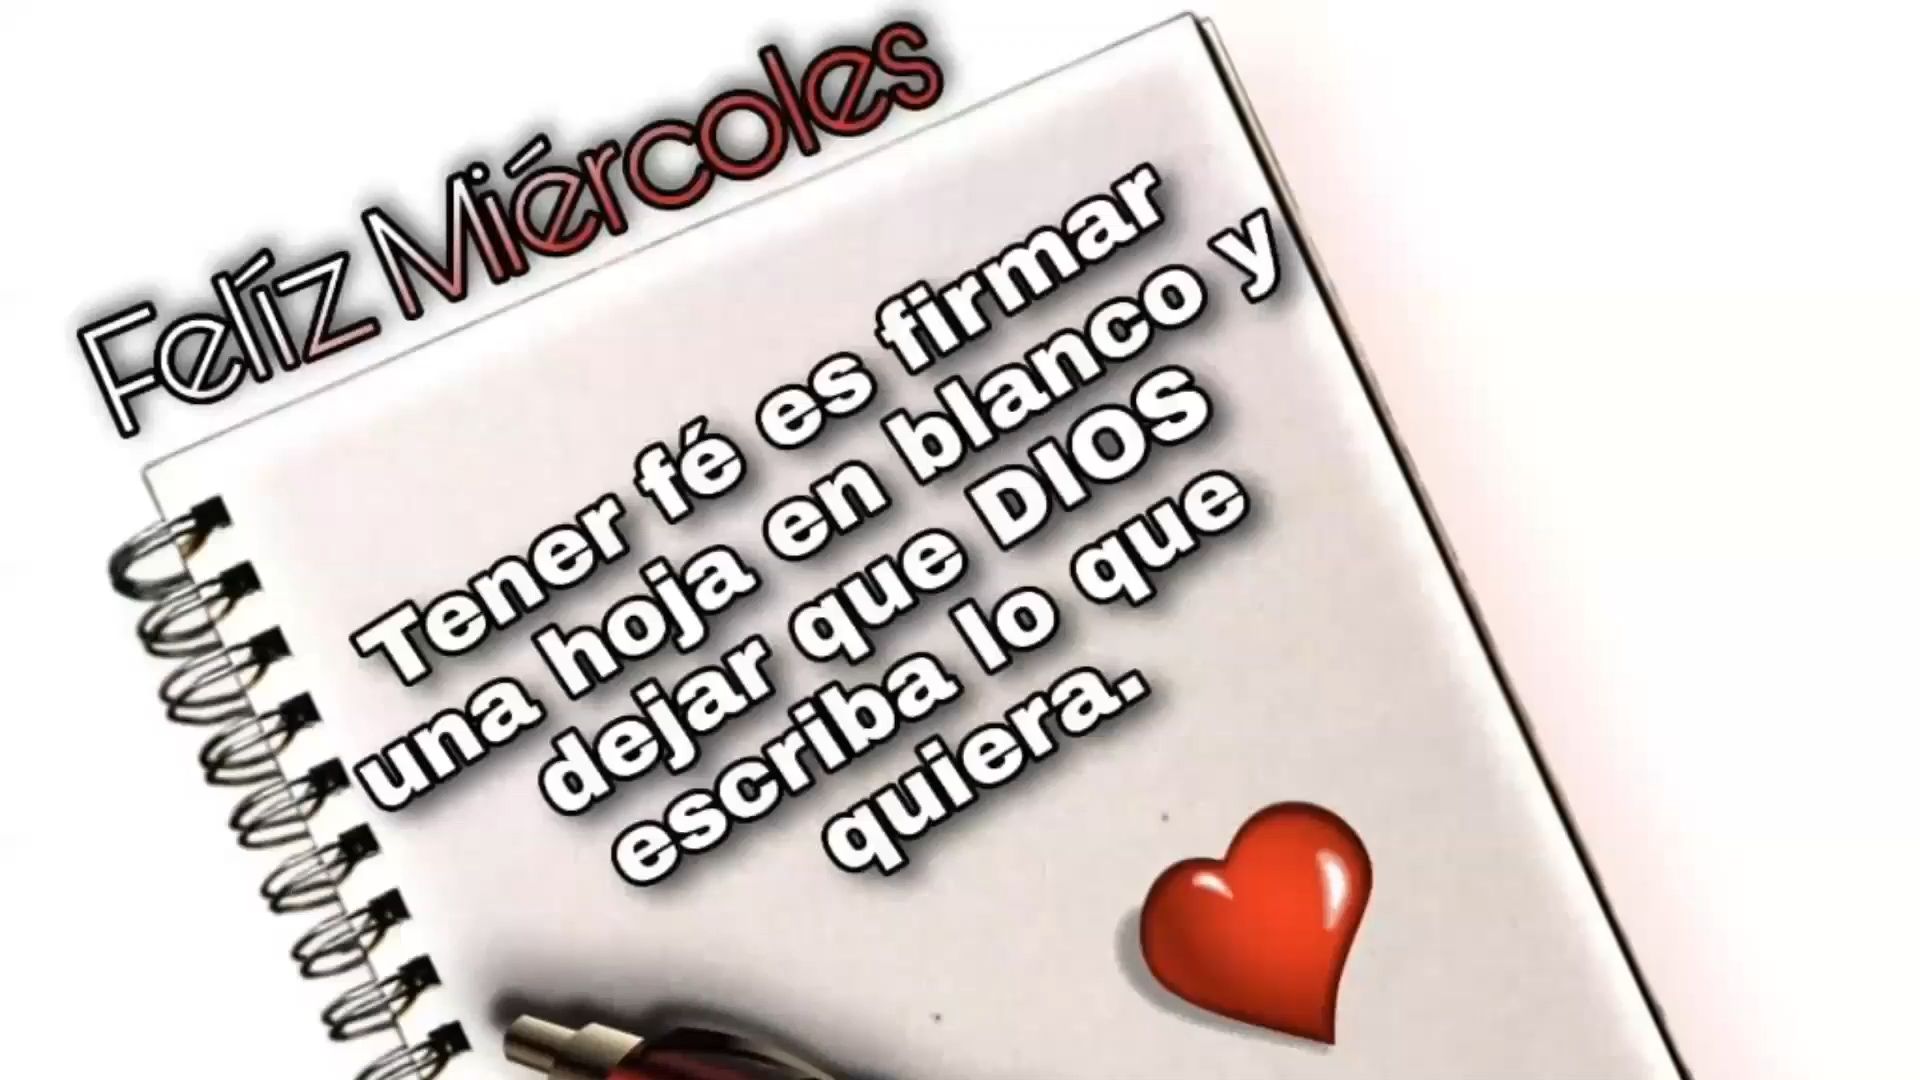 Felíz Miércoles
Tener fé es firmar
una hoja en blanco y
dejar que DIOS
escriba lo que
quiera.